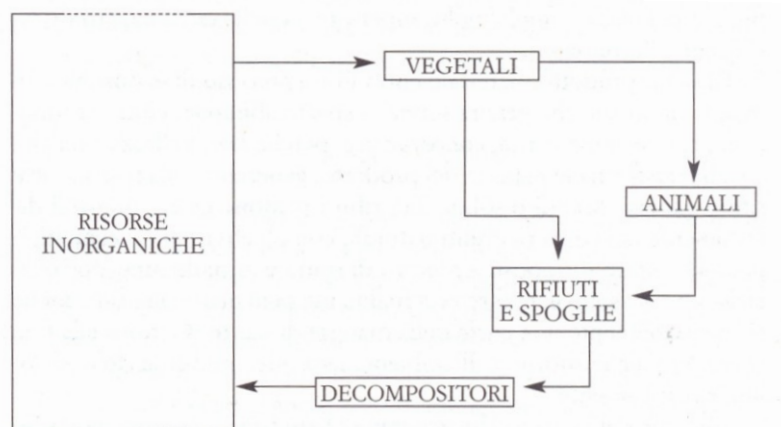 VEGETALI
ANIMALI
RISORSE
INORGANICHE
RIFIUTI
E SPOGLIE
DECOMPOSITORI